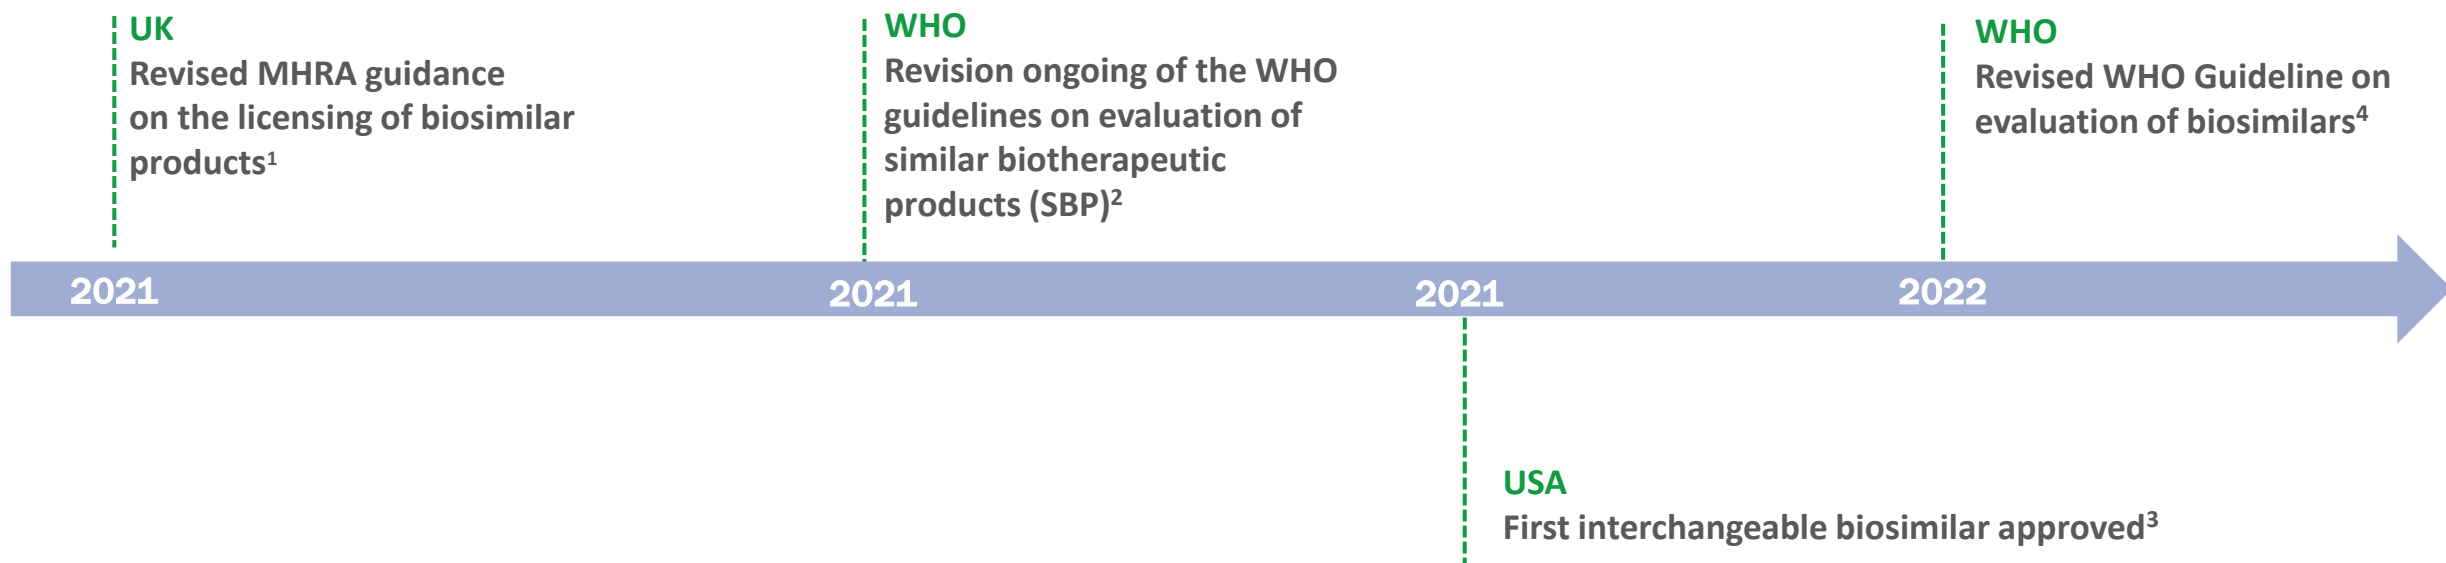 UK
Revised MHRA guidance
on the licensing of biosimilar
products¹
WHO
Revision ongoing of the WHO
guidelines on evaluation of
similar biotherapeutic
products (SBP)²
WHO
Revised WHO Guideline on
evaluation of biosimilars⁴
2021
2021
2021
2022
USA
First interchangeable biosimilar approved³